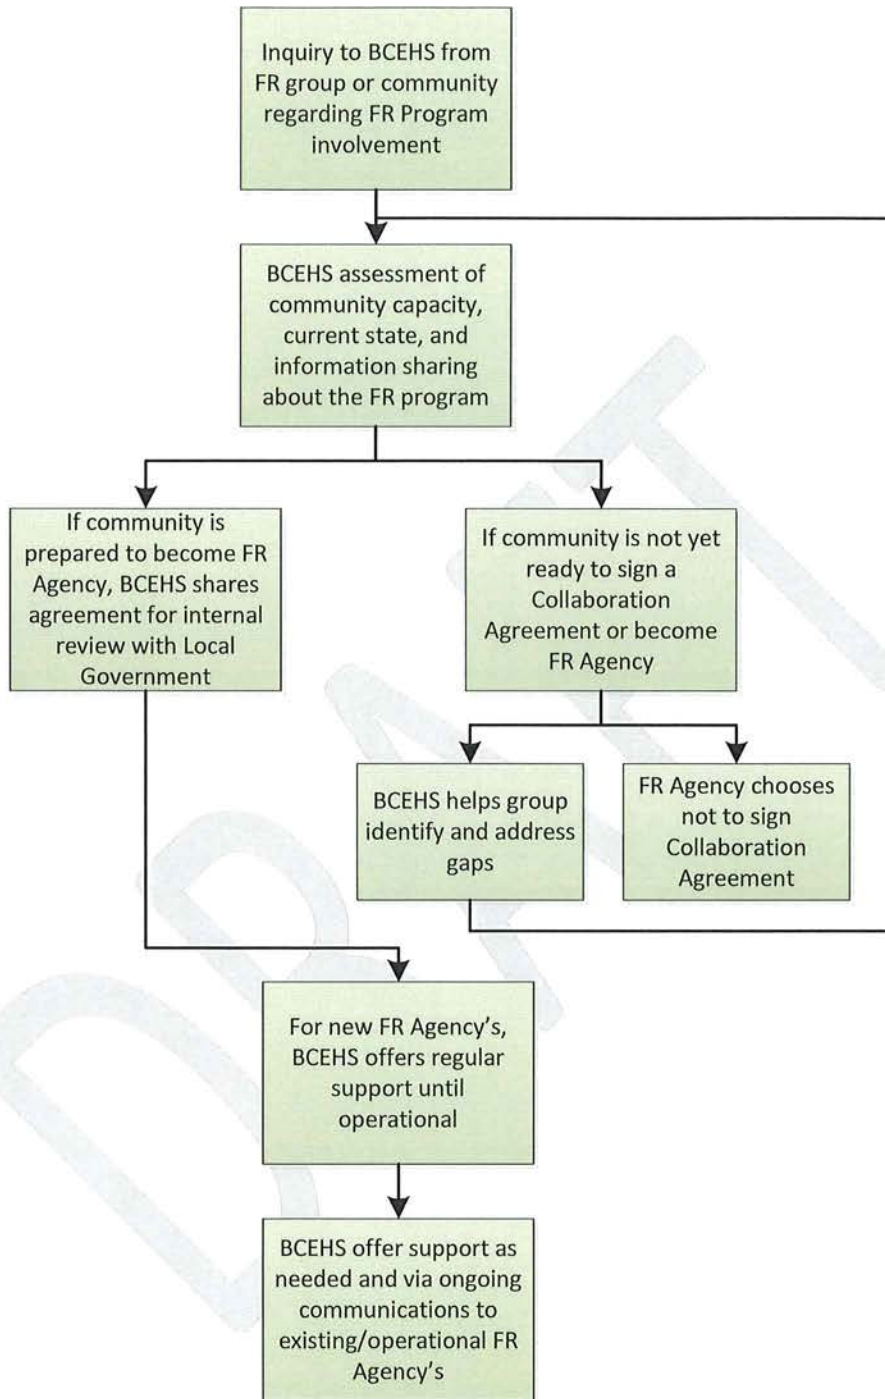 Inquiry to BCEHS from
FR group or community
regarding FR Program
involvement
BCEHS assessment of
community capacity,
current state, and
information sharing
about the FR program
If community is
prepared to become FR
Agency, BCEHS shares
agreement for internal
review with Local
Government
If community is not yet
ready to sign a
Collaboration
Agreement or become
FR Agency
BCEHS helps group
identify and address
gaps
FR Agency chooses
not to sign
Collaboration
Agreement
For new FR Agency's,
BCEHS offers regular
support until
operational
BCEHS offer support as
needed and via ongoing
communications to
existing/operational FR
Agency's
DRAFT